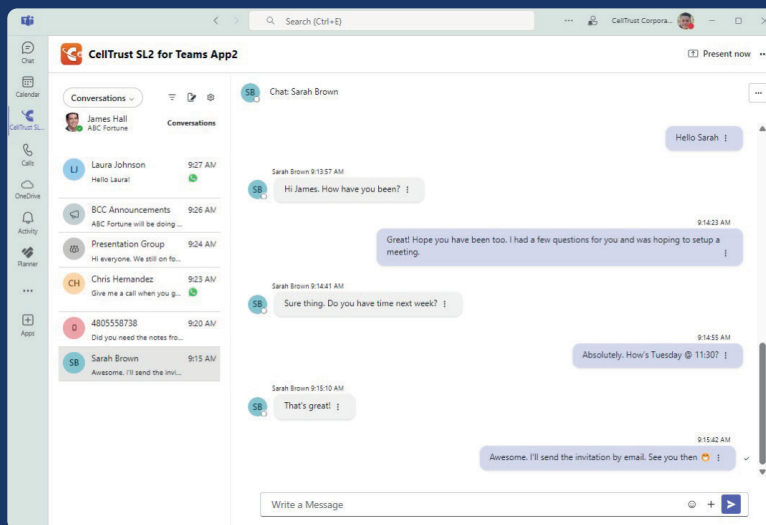 Search (Ctrl+E)
CellTrust Corpora...
Chat
Calendar
CellTrust SL...
Calls
OneDrive
Activity
Planner
Apps
CellTrust SL2 for Teams App2
Present now
Conversations
James Hall
ABC Fortune
Conversations
LJ
Laura Johnson
9:27 AM
Hello Laura!
BCC Announcements
9:26 AM
ABC Fortune will be doing ...
Presentation Group
9:24 AM
Hi everyone. We still on fo...
CH
Chris Hernandez
9:23 AM
Give me a call when you g...
0
4805558738
9:20 AM
Did you need the notes fro...
SB
Sarah Brown
9:15 AM
Awesome. I'll send the invi...
SB
Chat: Sarah Brown
Hello Sarah
Sarah Brown 9:13:57 AM
SB
Hi James. How have you been?
9:14:23 AM
Great! Hope you have been too. I had a few questions for you and was hoping to setup a
meeting.
Sarah Brown 9:14:41 AM
SB
Sure thing. Do you have time next week?
9:14:55 AM
Absolutely. How's Tuesday @ 11:30?
Sarah Brown 9:15:10 AM
SB
That's great!
9:15:42 AM
Awesome. I'll send the invitation by email. See you then 😁
Write a Message